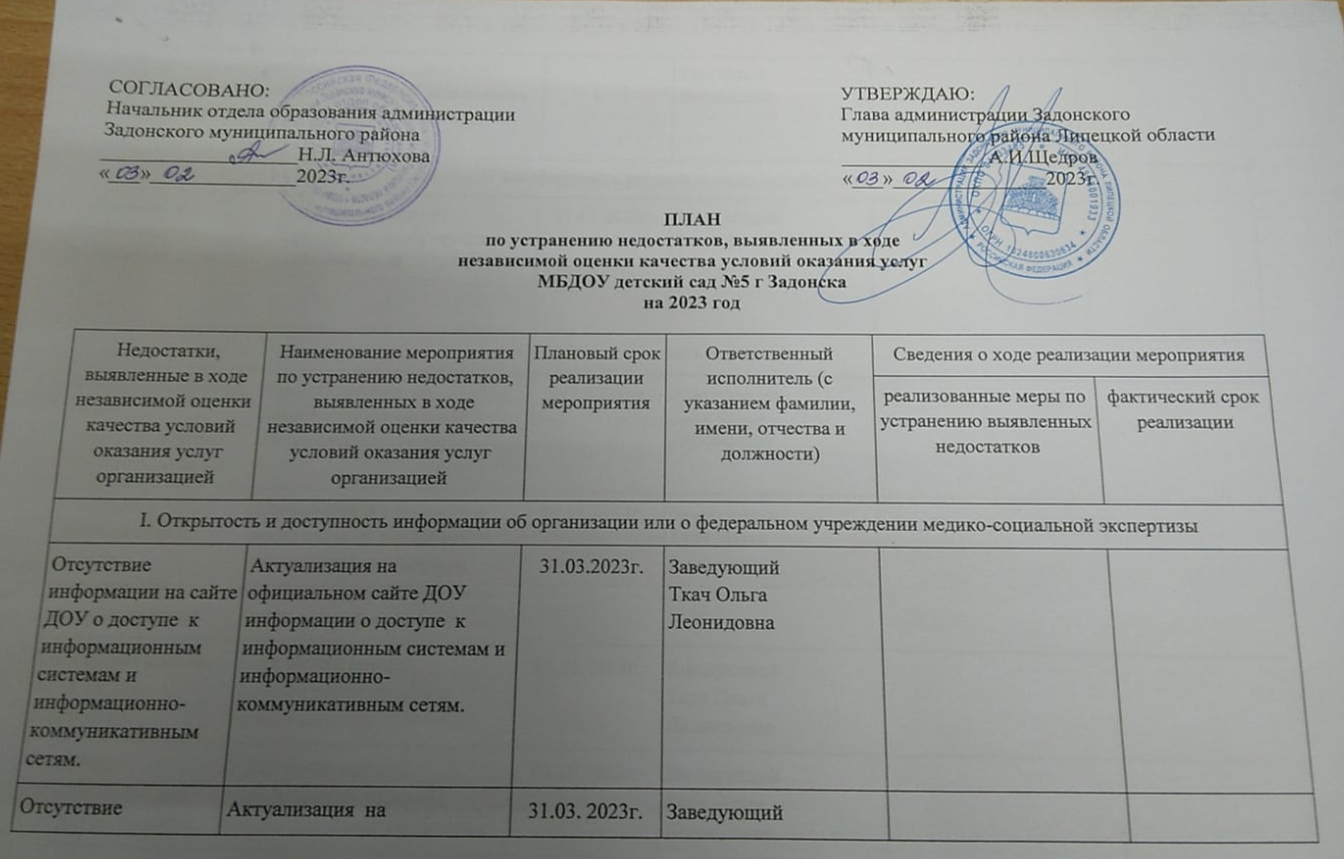 СОГЛАСОВАНО:
Начальник отдела образования администрации
Задонского муниципального района
Н.Л. Антюхова
«03» 02 2023г.
УТВЕРЖДАЮ:
Глава администрации Задонского
муниципального района Липецкой области
А.И.Щедров
«03» 02 2023г.
ПЛАН
по устранению недостатков, выявленных в ходе
независимой оценки качества условий оказания услуг
МБДОУ детский сад №5 г Задонска
на 2023 год
Недостатки,
выявленные в ходе
независимой оценки
качества условий
оказания услуг
организацией
Наименование мероприятия
по устранению недостатков,
выявленных в ходе
независимой оценки качества
условий оказания услуг
организацией
Плановый срок
реализации
мероприятия
Ответственный
исполнитель (с
указанием фамилии,
имени, отчества и
должности)
Сведения о ходе реализации мероприятия
реализованные меры по
устранению выявленных
недостатков
фактический срок
реализации
I. Открытость и доступность информации об организации или о федеральном учреждении медико-социальной экспертизы
Отсутствие
информации на сайте
ДОУ о доступе к
информационным
системам и
информационно-
коммуникативным
сетям.
Актуализация на
официальном сайте ДОУ
информации о доступе к
информационным системам и
информационно-
коммуникативным сетям.
31.03.2023г.
Заведующий
Ткач Ольга
Леонидовна
Отсутствие
Актуализация на
31.03. 2023г.
Заведующий